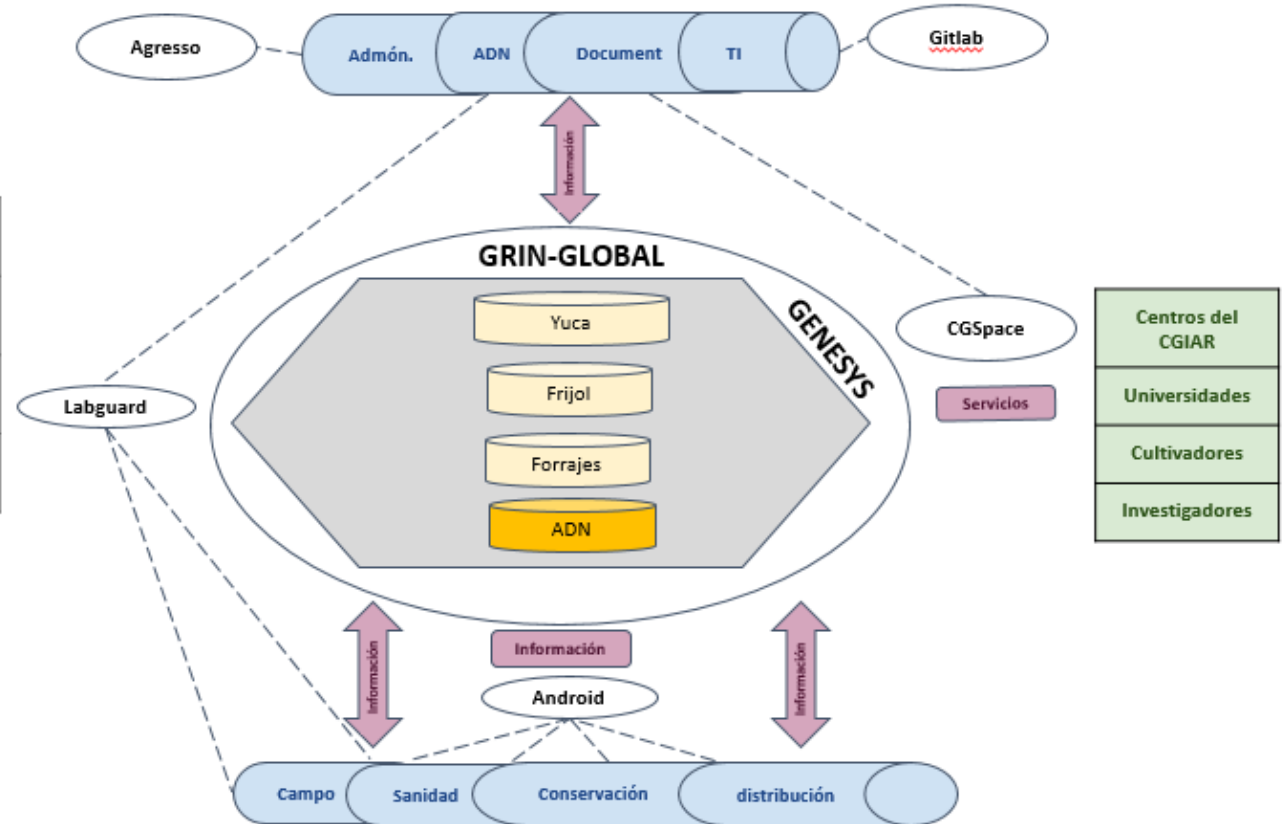 Agresso
Admón.
ADN
Document
TI
Gitlab
Información
GRIN-GLOBAL
GENESYS
Yuca
Frijol
Forrajes
ADN
CGSpace
Servicios
Centros del
CGIAR
Universidades
Cultivadores
Investigadores
Labguard
Información
Información
Información
Android
Campo
Sanidad
Conservación
distribución